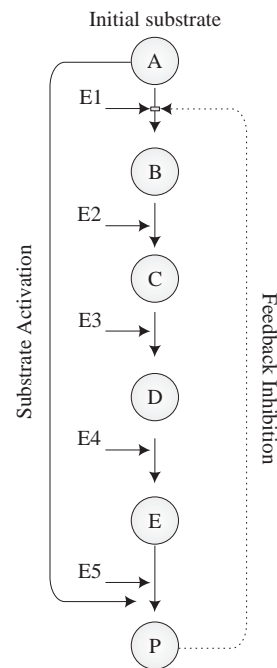 Initial substrate
A
E1
B
E2
C
E3
D
E4
E
E5
P
Substrate Activation
Feedback Inhibition